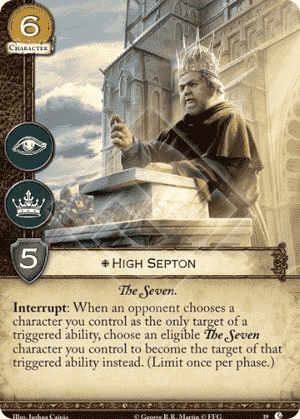 6
CHARACTER
5
HIGH SEPTON
The Seven.
Interrupt: When an opponent chooses a
character you control as the only target of a
triggered ability, choose an eligible The Seven
character you control to become the target of that
triggered ability instead. (Limit once per phase.)
Illus. Joshua Cairós © George R.R. Martin © FFG